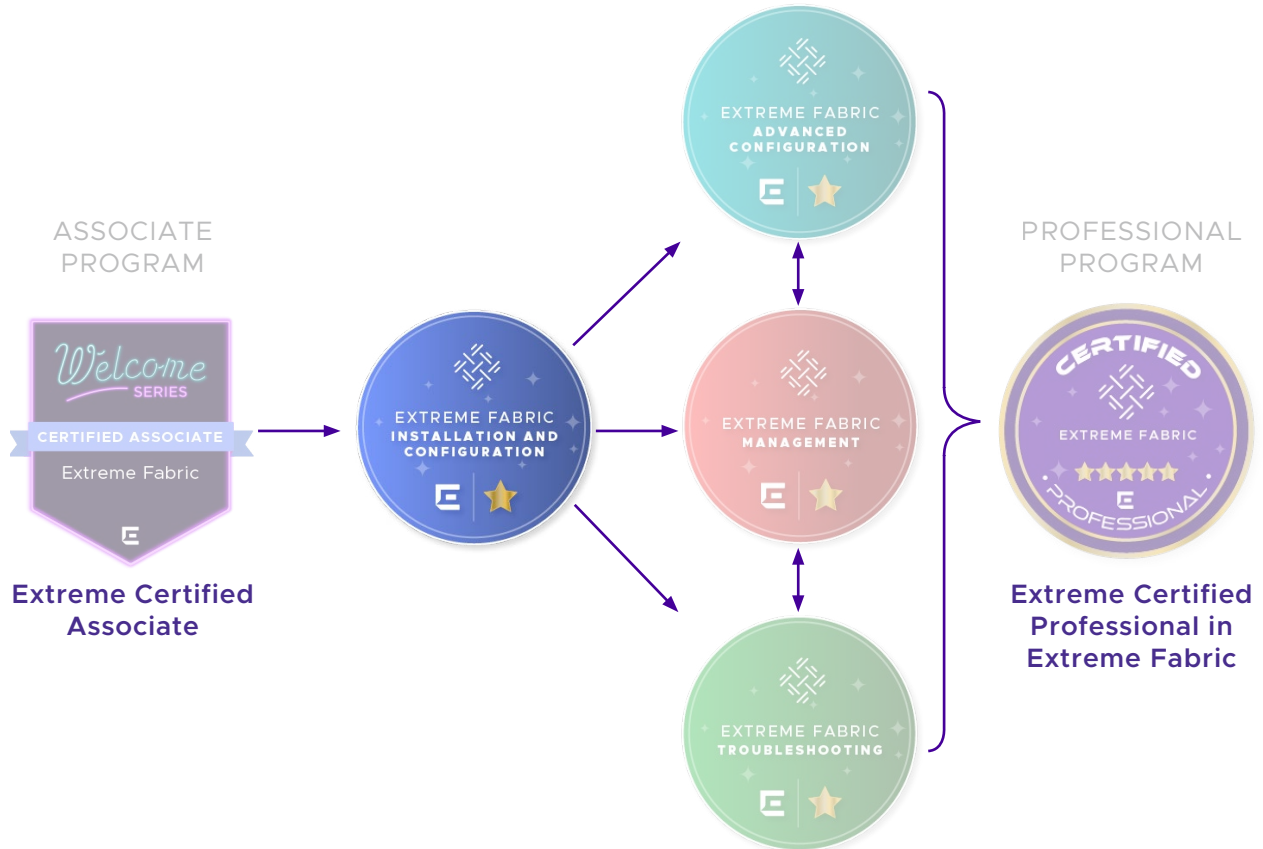 ASSOCIATE
PROGRAM
Welcome
SERIES
CERTIFIED ASSOCIATE
Extreme Fabric
Extreme Certified
Associate
EXTREME FABRIC
INSTALLATION AND
CONFIGURATION
EXTREME FABRIC
ADVANCED
CONFIGURATION
EXTREME FABRIC
MANAGEMENT
EXTREME FABRIC
TROUBLESHOOTING
PROFESSIONAL
PROGRAM
CERTIFIED
EXTREME FABRIC
PROFESSIONAL
Extreme Certified
Professional in
Extreme Fabric